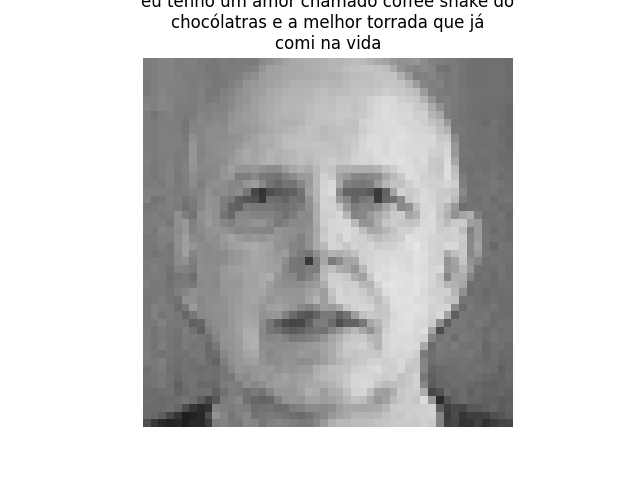 eu tenho um amor chamado coffee shake do
chocólatras e a melhor torrada que já
comi na vida